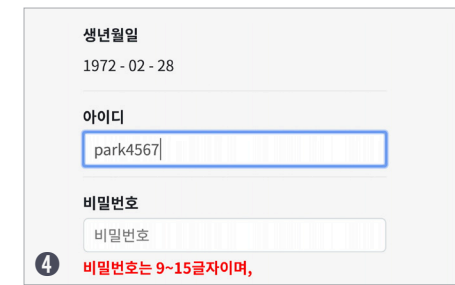 생년월일
1972 - 02 - 28
아이디
park4567
비밀번호
비밀번호
❹ 비밀번호는 9~15글자이며,